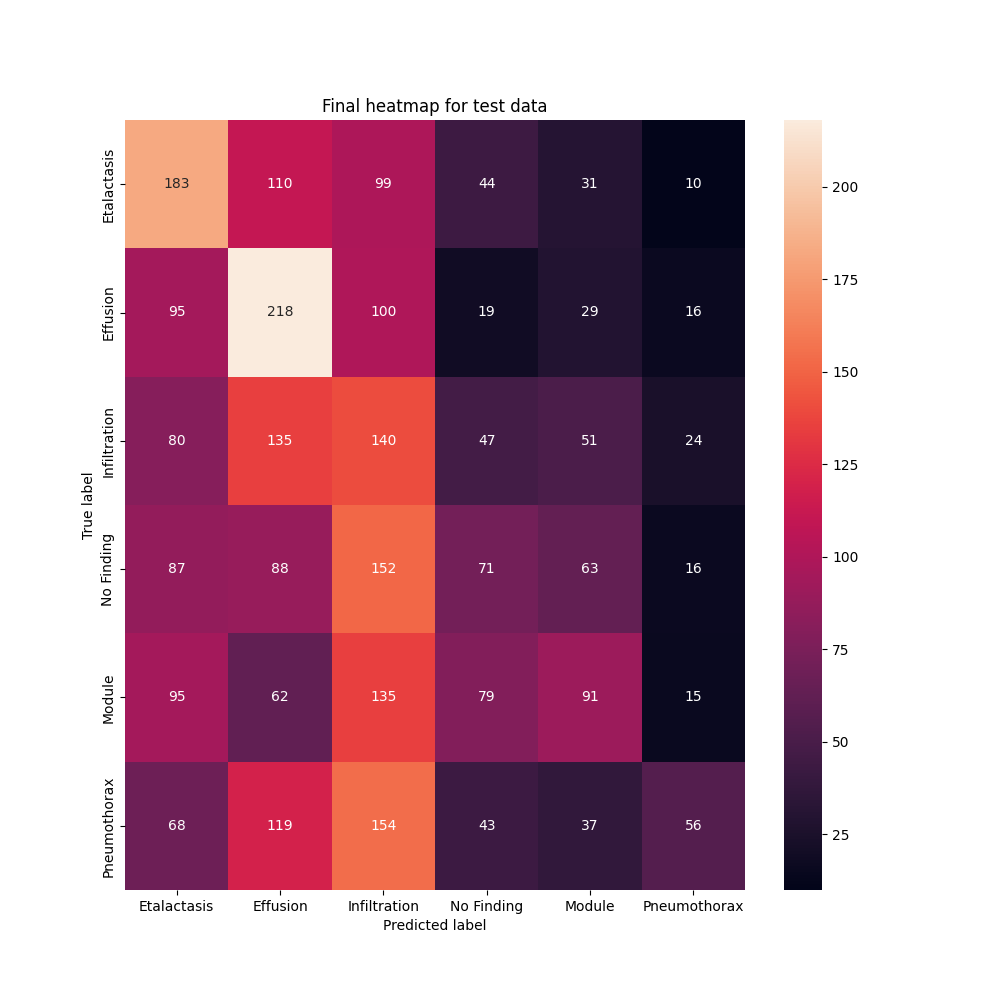 Final heatmap for test data
True label
Etalactasis 183 110 99 44 31 10
Effusion 95 218 100 19 29 16
Infiltration 80 135 140 47 51 24
No Finding 87 88 152 71 63 16
Module 95 62 135 79 91 15
Pneumothorax 68 119 154 43 37 56
Etalactasis Effusion Infiltration No Finding Module Pneumothorax
Predicted label
200
175
150
125
100
75
50
25